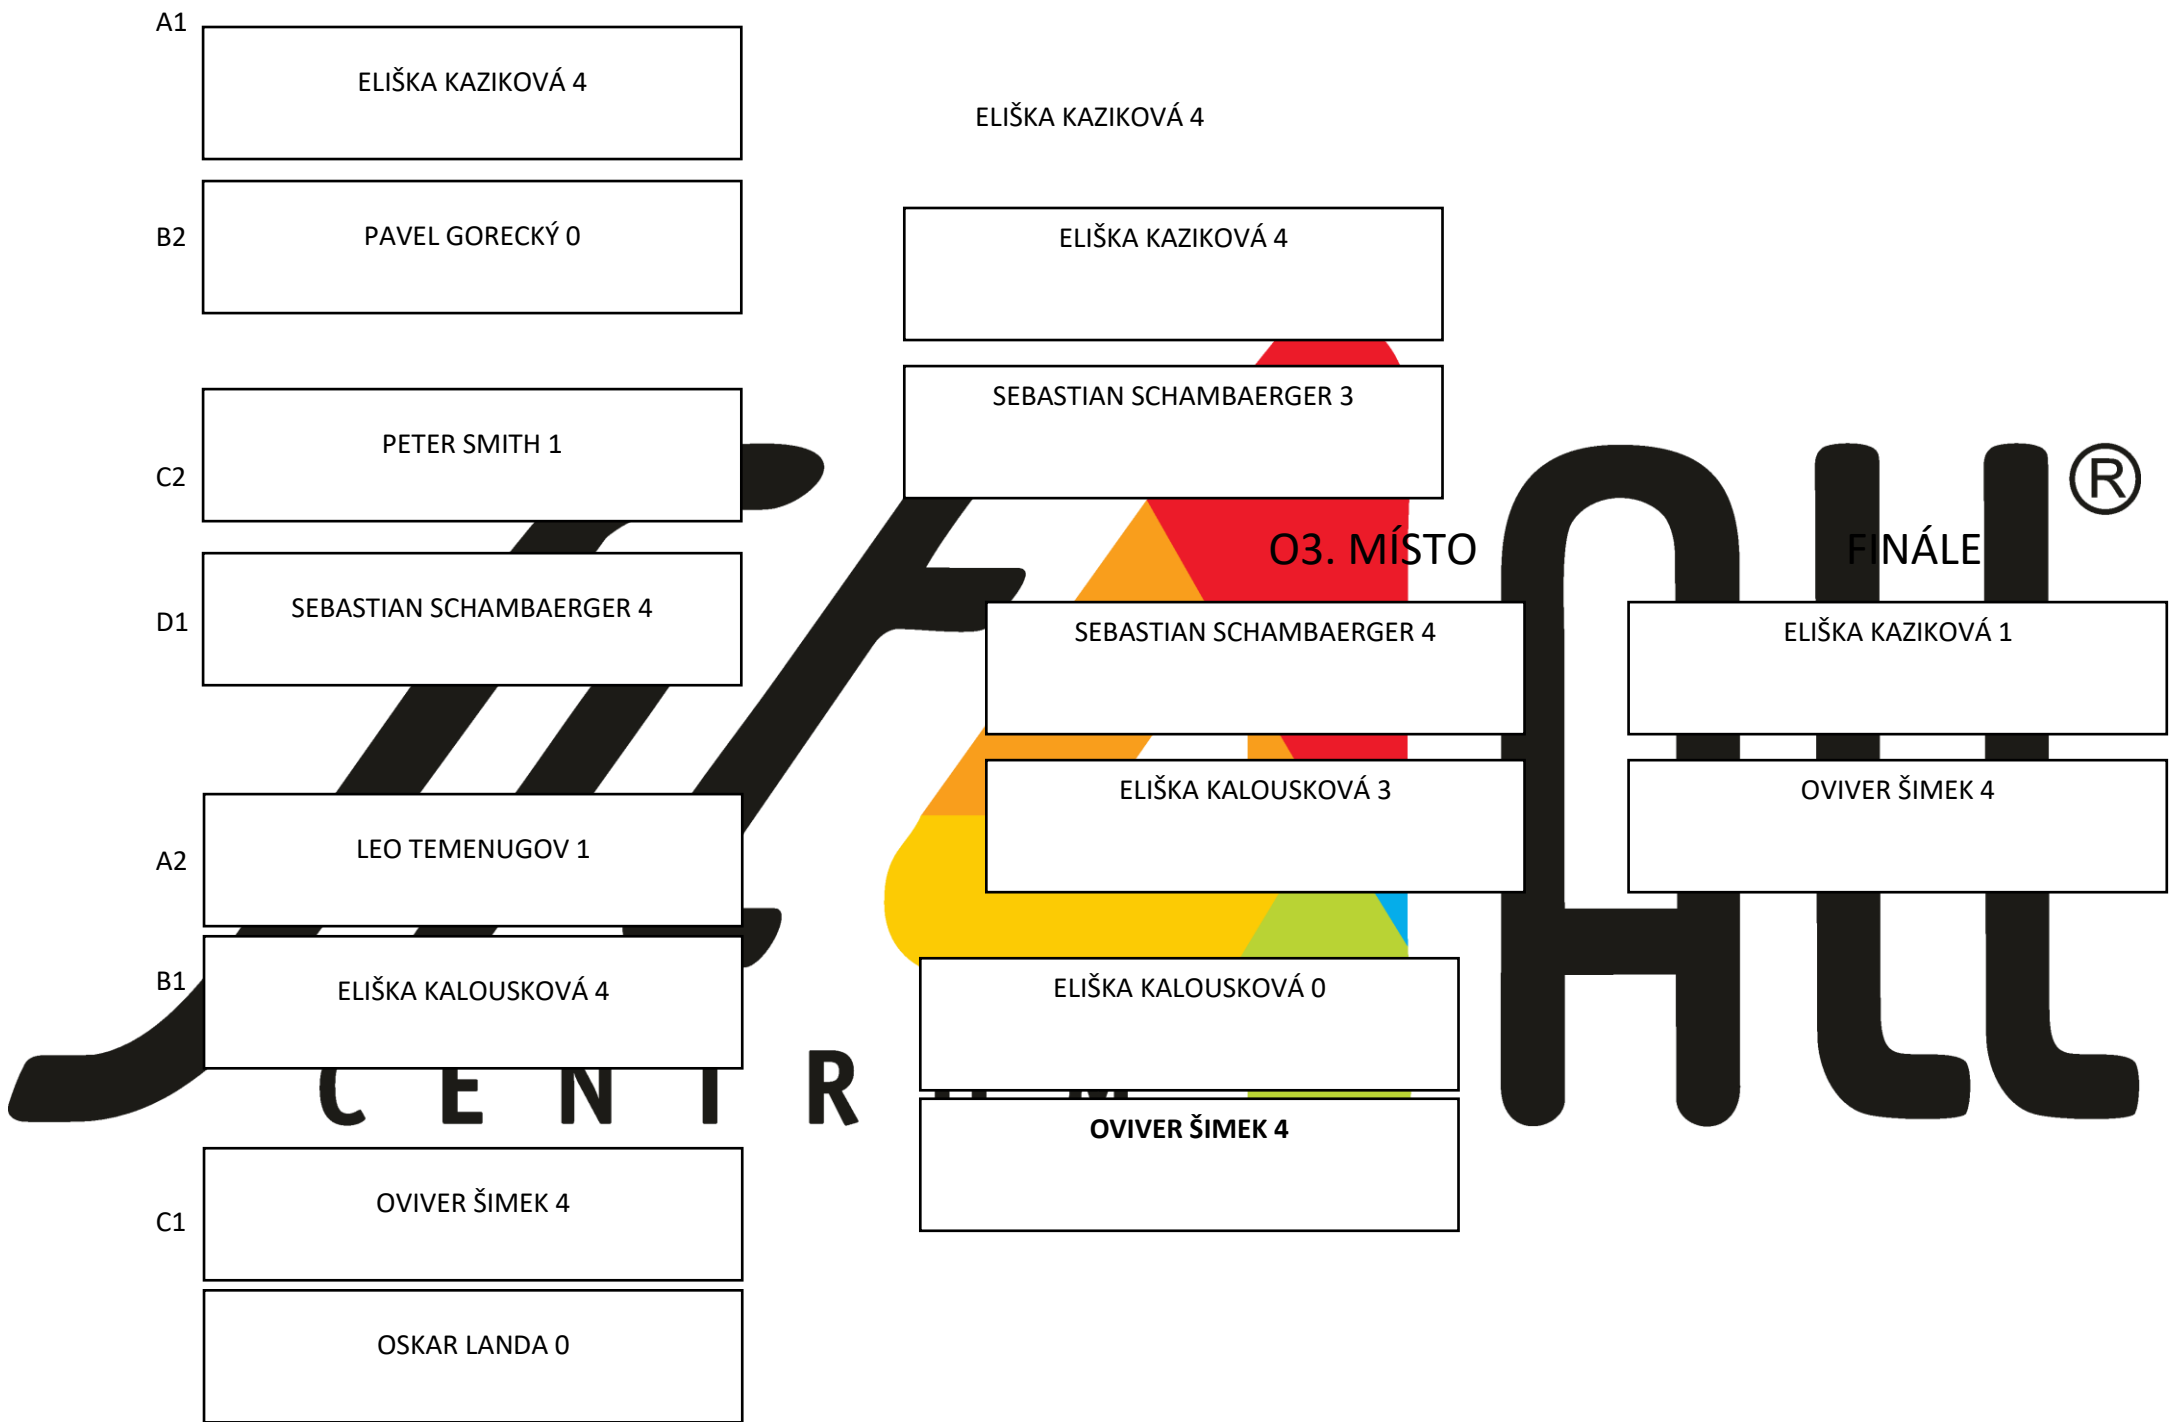 A1
ELIŠKA KAZIKOVÁ 4
ELIŠKA KAZIKOVÁ 4
B2
PAVEL GORECKÝ 0
ELIŠKA KAZIKOVÁ 4
SEBASTIAN SCHAMBAERGER 3
C2
PETER SMITH 1
®
O3. MÍSTO
FINÁLE
D1
SEBASTIAN SCHAMBAERGER 4
SEBASTIAN SCHAMBAERGER 4
ELIŠKA KAZIKOVÁ 1
ELIŠKA KALOUSKOVÁ 3
OVIVER ŠIMEK 4
A2
LEO TEMENUGOV 1
B1
ELIŠKA KALOUSKOVÁ 4
ELIŠKA KALOUSKOVÁ 0
OVIVER ŠIMEK 4
CENTRUM
C1
OVIVER ŠIMEK 4
OSKAR LANDA 0